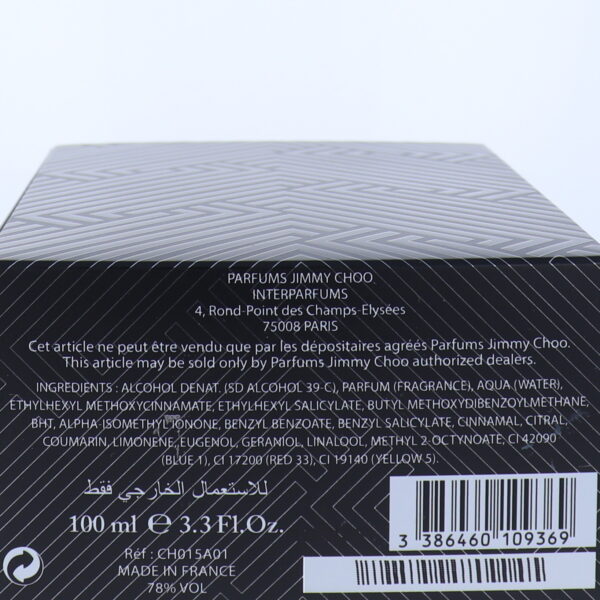 PARFUMS JIMMY CHOO
INTERPARFUMS
4, Rond-Point des Champs-Elysées
75008 PARIS
Cet article ne peut être vendu que par les dépositaires agréés Parfums Jimmy Choo.
This article may be sold only by Parfums Jimmy Choo authorized dealers.
INGREDIENTS : ALCOHOL DENAT. (SD ALCOHOL 39-C), PARFUM (FRAGRANCE), AQUA (WATER),
ETHYLHEXYL METHOXYCINNAMATE, ETHYLHEXYL SALICYLATE, BUTYL METHOXYDIBENZOYLMETHANE,
BHT, ALPHA-ISOMETHYL IONONE, BENZYL BENZOATE, BENZYL SALICYLATE, CINNAMAL, CITRAL,
COUMARIN, LIMONENE, EUGENOL, GERANIOL, LINALOOL, METHYL 2-OCTYNOATE, CI 42090
(BLUE 1), CI 17200 (RED 33), CI 19140 (YELLOW 5).
للاستعمال الخارجي فقط
100 ml ℮ 3.3 Fl.Oz.
Réf : CH015A01
MADE IN FRANCE
78% VOL
3 386460 109369